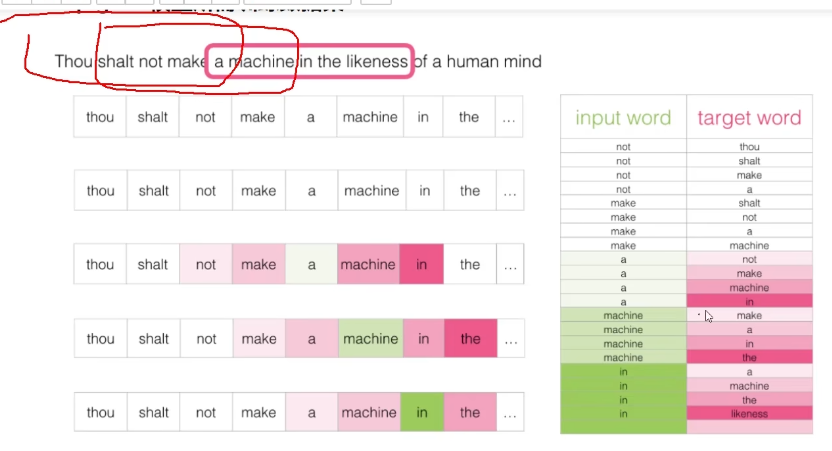 Thou shalt not make a machine in the likeness of a human mind
thou shalt not make a machine in the ...
thou shalt not make a machine in the ...
thou shalt not make a machine in the ...
thou shalt not make a machine in the ...
thou shalt not make a machine in the ...
input word target word
not thou
not shalt
not make
not a
make shalt
make not
make a
make machine
a not
a make
a machine
a in
machine make
machine a
machine in
machine the
in a
in machine
in the
in likeness